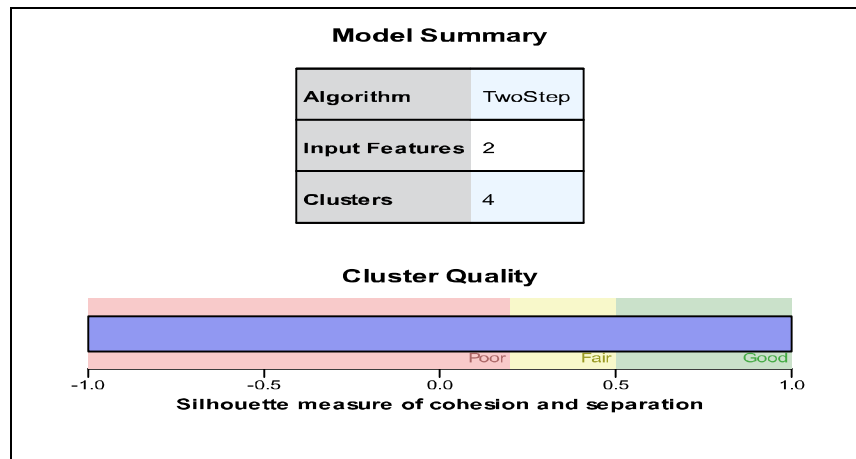 Model Summary
Algorithm TwoStep
Input Features 2
Clusters 4
Cluster Quality
Poor Fair Good
-1.0 -0.5 0.0 0.5 1.0
Silhouette measure of cohesion and separation